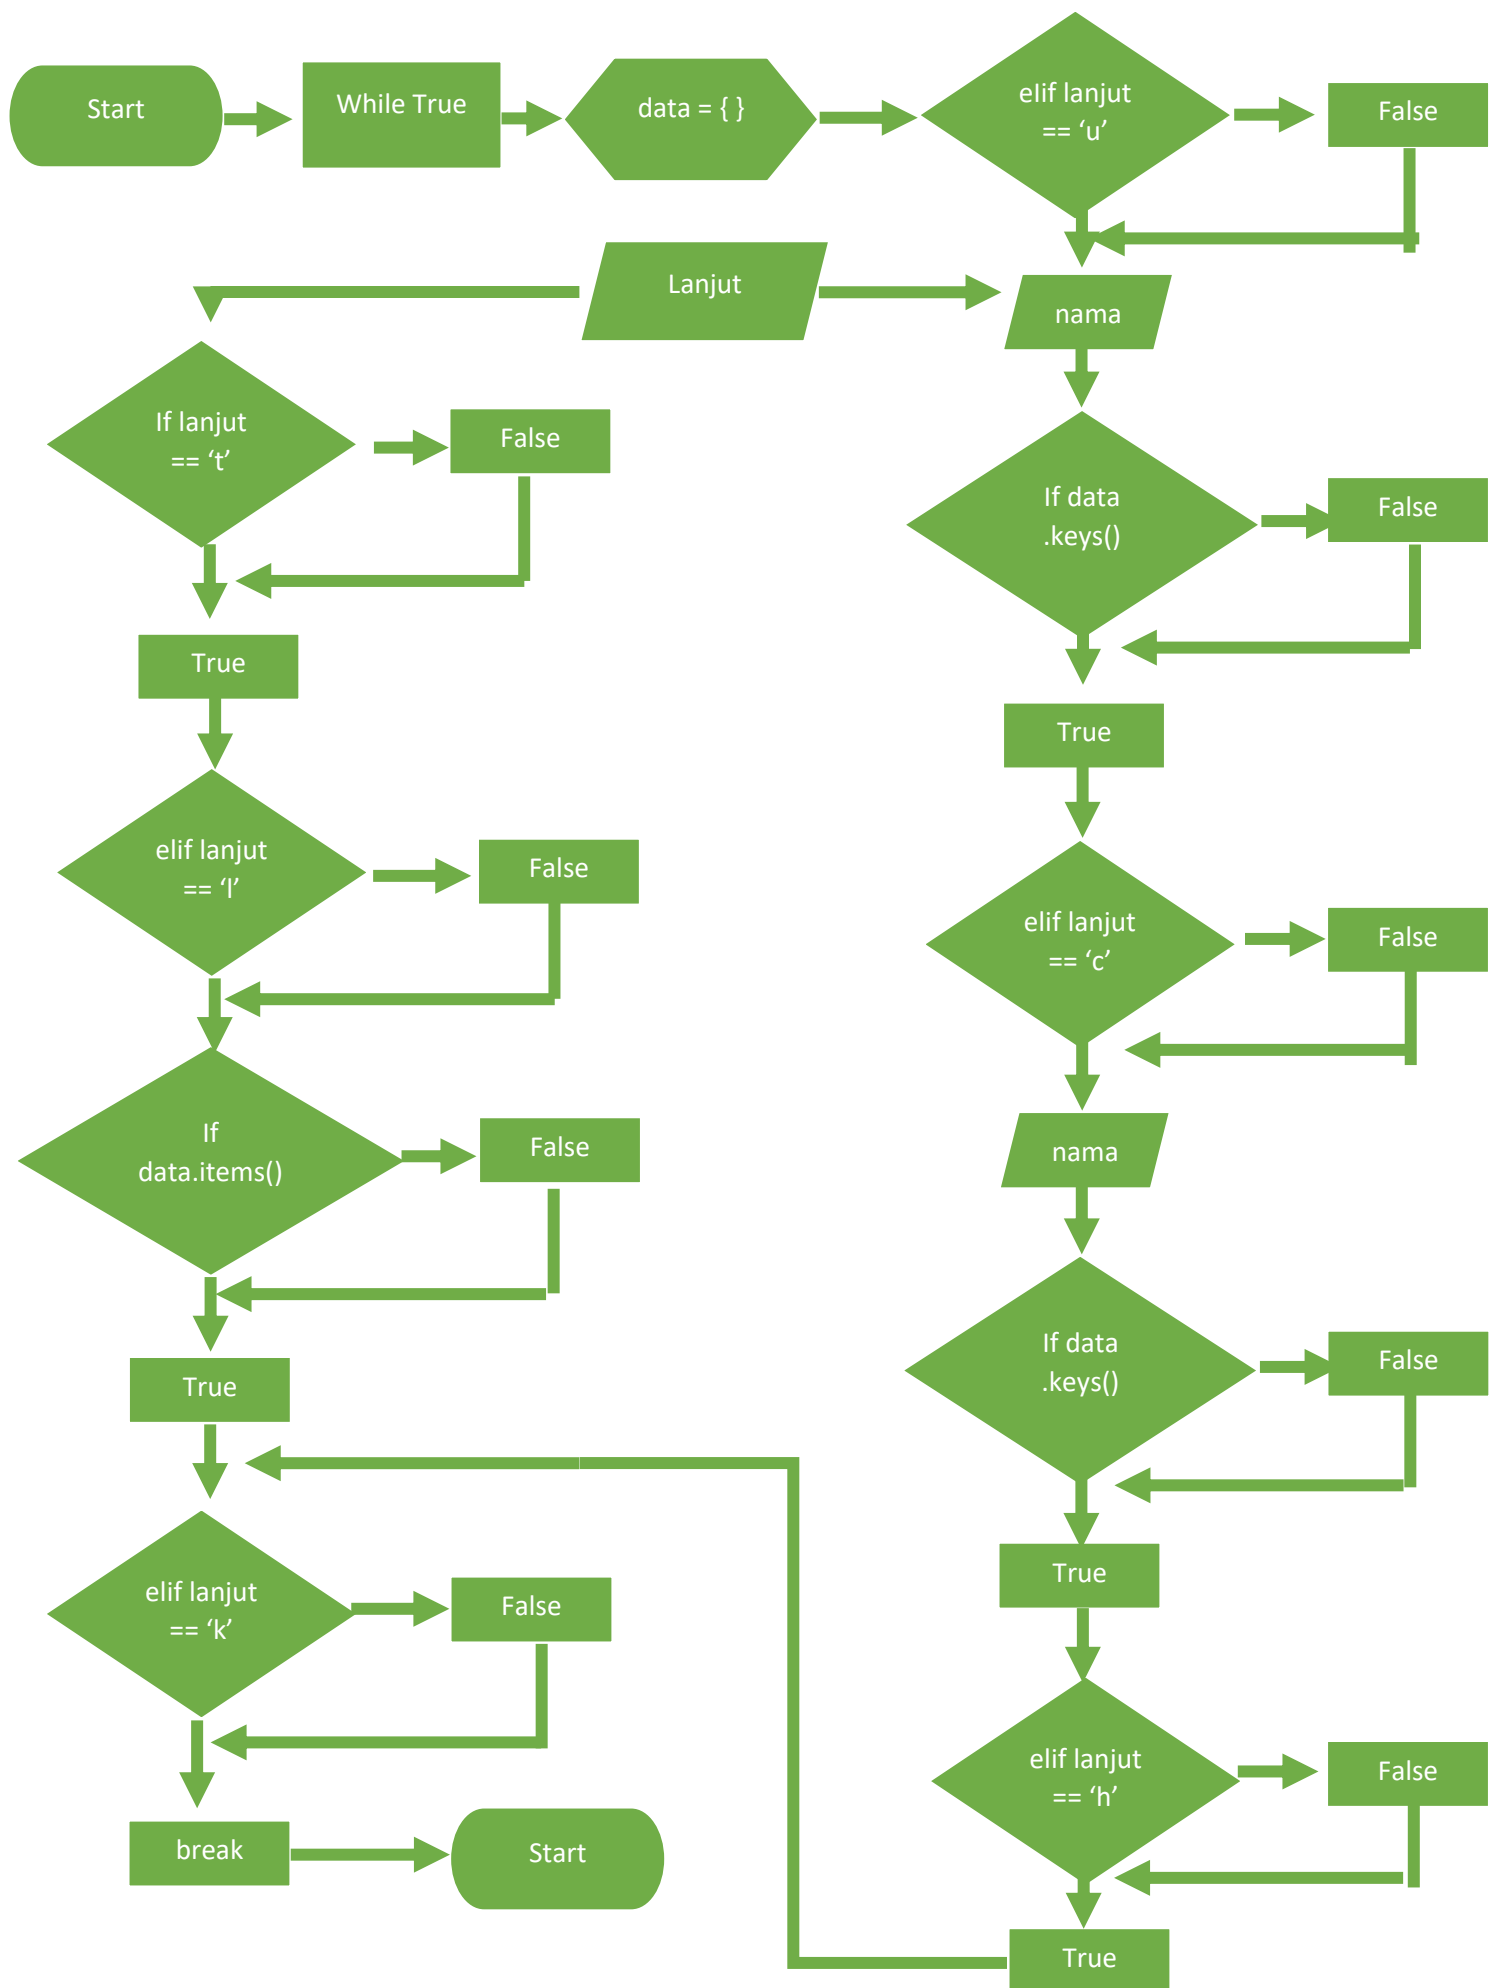 Start
While True
data = { }
elif lanjut
== ‘u’
False
Lanjut
nama
If lanjut
== ‘t’
False
If data
.keys()
False
True
True
elif lanjut
== ‘l’
False
elif lanjut
== ‘c’
False
If
data.items()
False
nama
True
If data
.keys()
False
elif lanjut
== ‘k’
False
True
elif lanjut
== ‘h’
False
break
Start
True